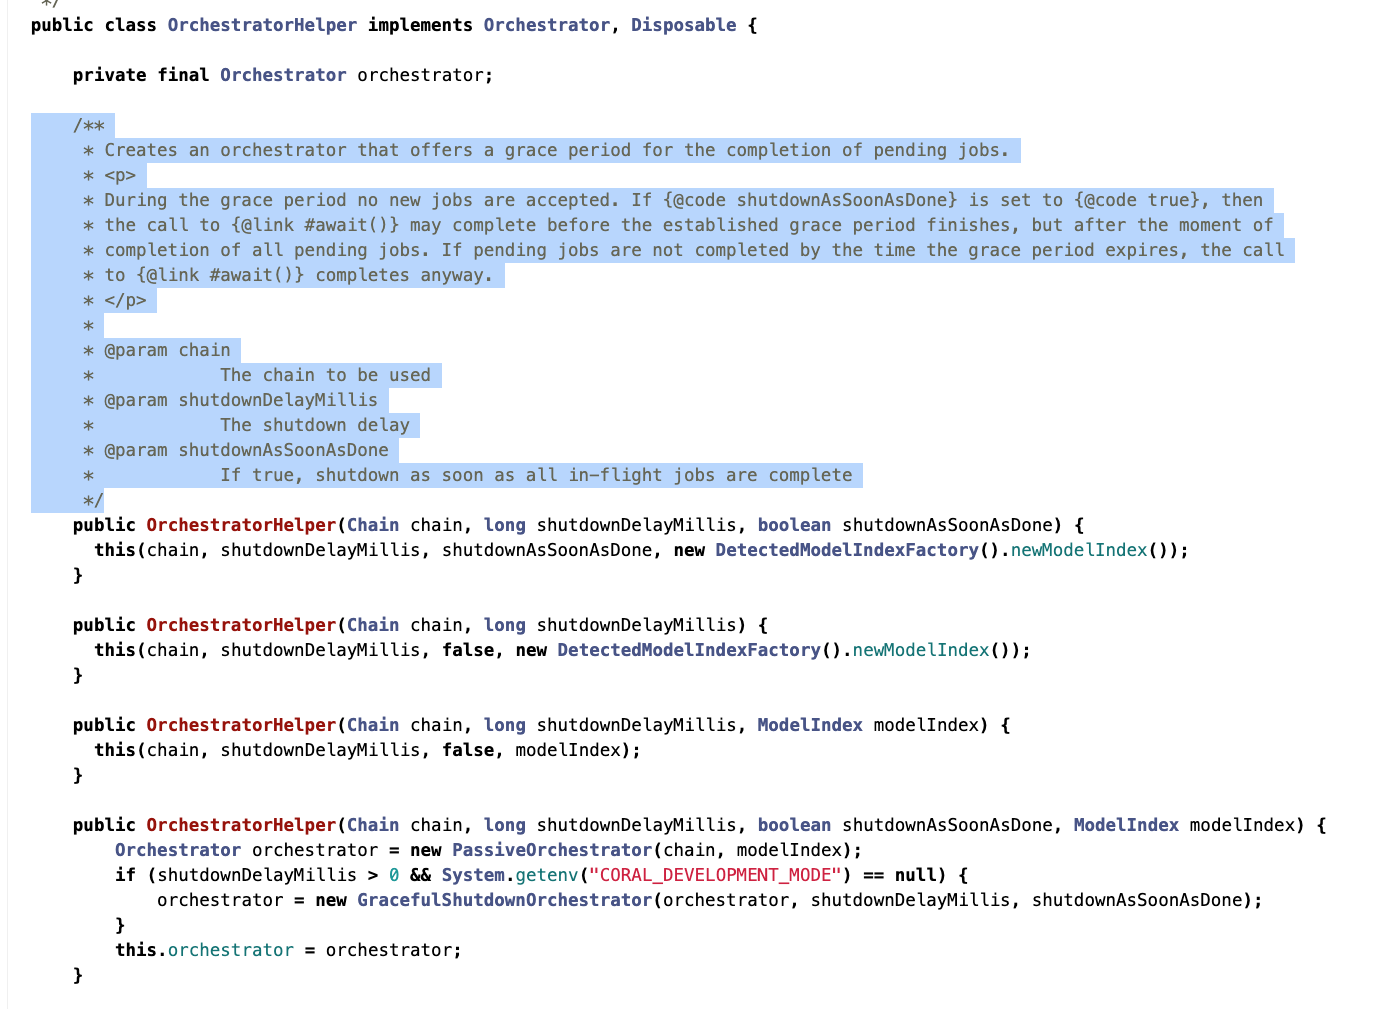 */
public class OrchestratorHelper implements Orchestrator, Disposable {
private final Orchestrator orchestrator;
/**
* Creates an orchestrator that offers a grace period for the completion of pending jobs.
* <p>
* During the grace period no new jobs are accepted. If {@code shutdownAsSoonAsDone} is set to {@code true}, then
* the call to {@link #await()} may complete before the established grace period finishes, but after the moment of
* completion of all pending jobs. If pending jobs are not completed by the time the grace period expires, the call
* to {@link #await()} completes anyway.
* </p>
*
* @param chain
* The chain to be used
* @param shutdownDelayMillis
* The shutdown delay
* @param shutdownAsSoonAsDone
* If true, shutdown as soon as all in-flight jobs are complete
*/
public OrchestratorHelper(Chain chain, long shutdownDelayMillis, boolean shutdownAsSoonAsDone) {
this(chain, shutdownDelayMillis, shutdownAsSoonAsDone, new DetectedModelIndexFactory().newModelIndex());
}
public OrchestratorHelper(Chain chain, long shutdownDelayMillis) {
this(chain, shutdownDelayMillis, false, new DetectedModelIndexFactory().newModelIndex());
}
public OrchestratorHelper(Chain chain, long shutdownDelayMillis, ModelIndex modelIndex) {
this(chain, shutdownDelayMillis, false, modelIndex);
}
public OrchestratorHelper(Chain chain, long shutdownDelayMillis, boolean shutdownAsSoonAsDone, ModelIndex modelIndex) {
Orchestrator orchestrator = new PassiveOrchestrator(chain, modelIndex);
if (shutdownDelayMillis > 0 && System.getenv("CORAL_DEVELOPMENT_MODE") == null) {
orchestrator = new GracefulShutdownOrchestrator(orchestrator, shutdownDelayMillis, shutdownAsSoonAsDone);
}
this.orchestrator = orchestrator;
}